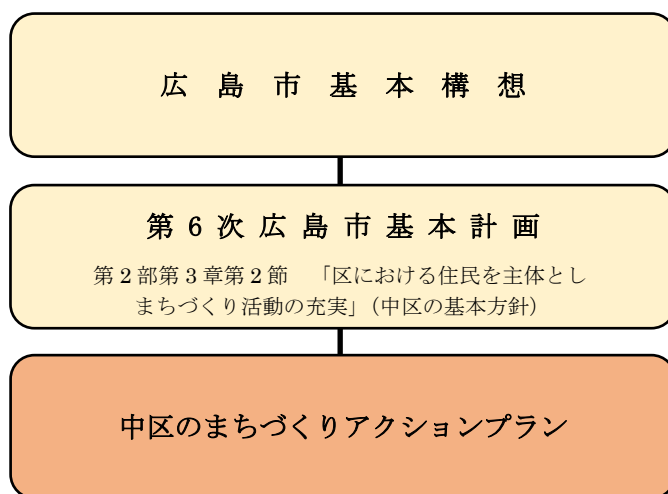 広島市基本構想
第6次広島市基本計画
第2部第3章第2節 「区における住民を主体とし
まちづくり活動の充実」（中区の基本方針）
中区のまちづくりアクションプラン